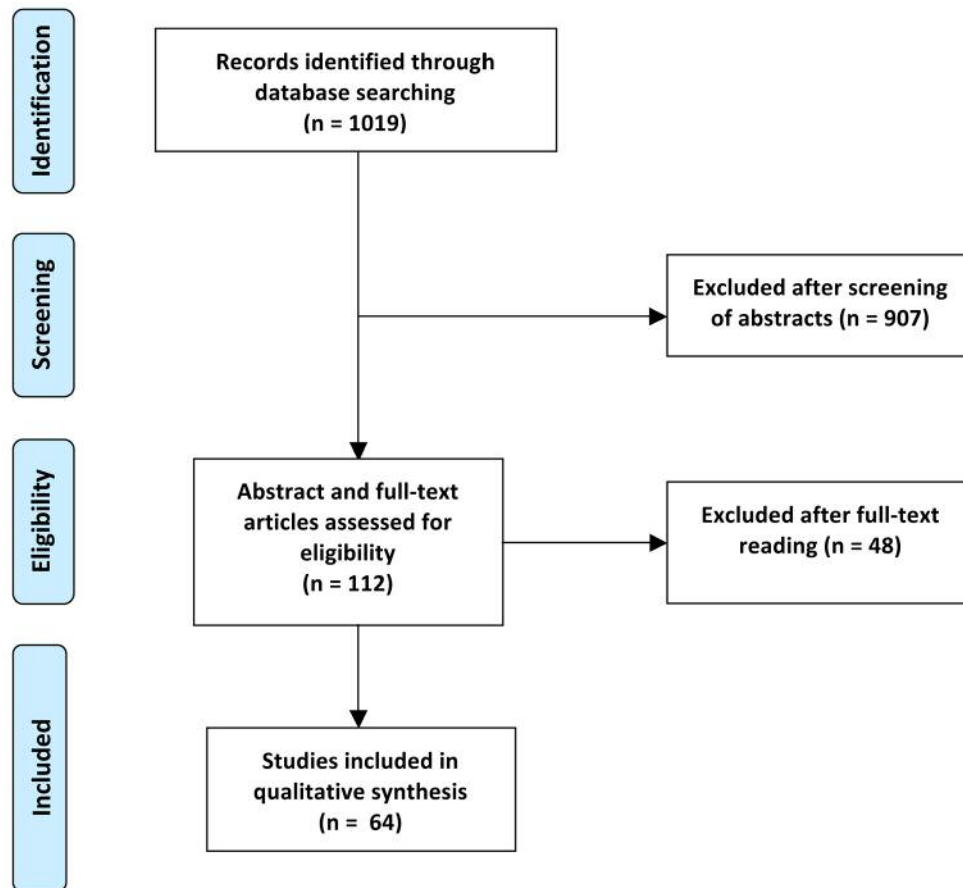 Identification
Records identified through
database searching
(n = 1019)
Screening
Excluded after screening
of abstracts (n = 907)
Eligibility
Abstract and full-text
articles assessed for
eligibility
(n = 112)
Excluded after full-text
reading (n = 48)
Included
Studies included in
qualitative synthesis
(n = 64)